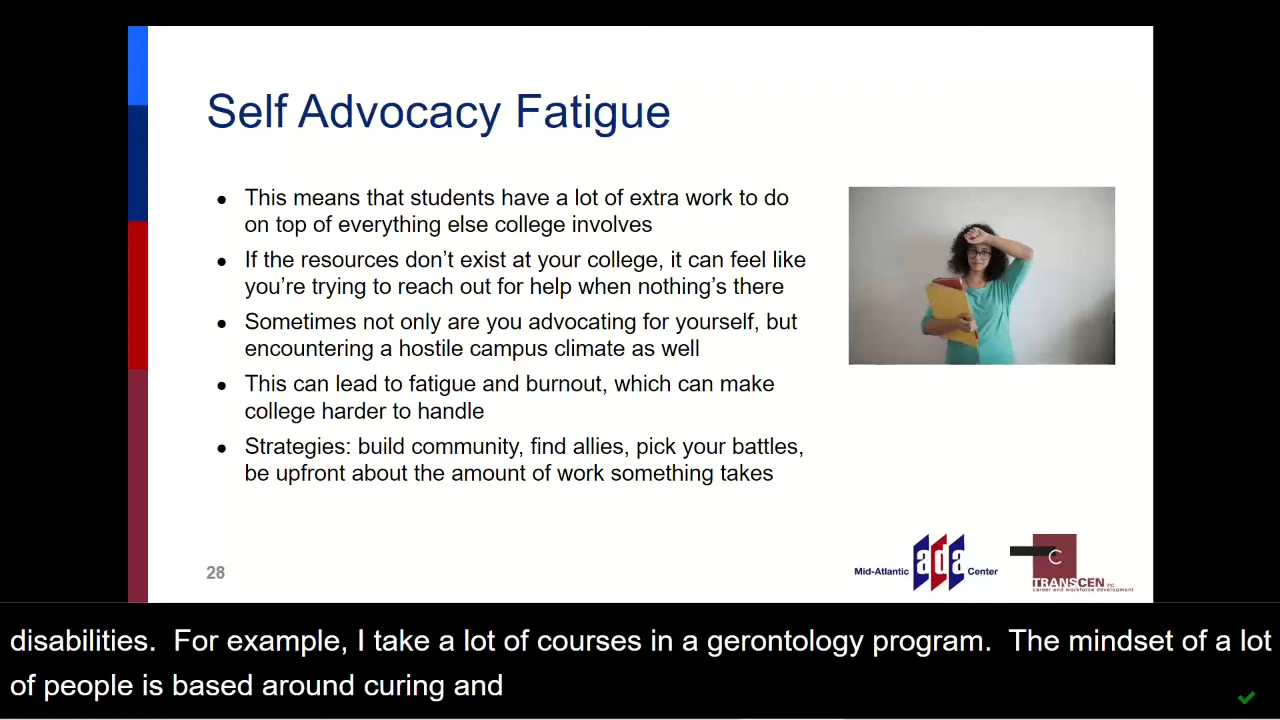 Self Advocacy Fatigue
● This means that students have a lot of extra work to do
on top of everything else college involves
● If the resources don’t exist at your college, it can feel like
you’re trying to reach out for help when nothing’s there
● Sometimes not only are you advocating for yourself, but
encountering a hostile campus climate as well
● This can lead to fatigue and burnout, which can make
college harder to handle
● Strategies: build community, find allies, pick your battles,
be upfront about the amount of work something takes
28
Mid-Atlantic ada Center
C
TRANSCEN inc.
career and workforce development
disabilities.  For example, I take a lot of courses in a gerontology program.  The mindset of a lot
of people is based around curing and